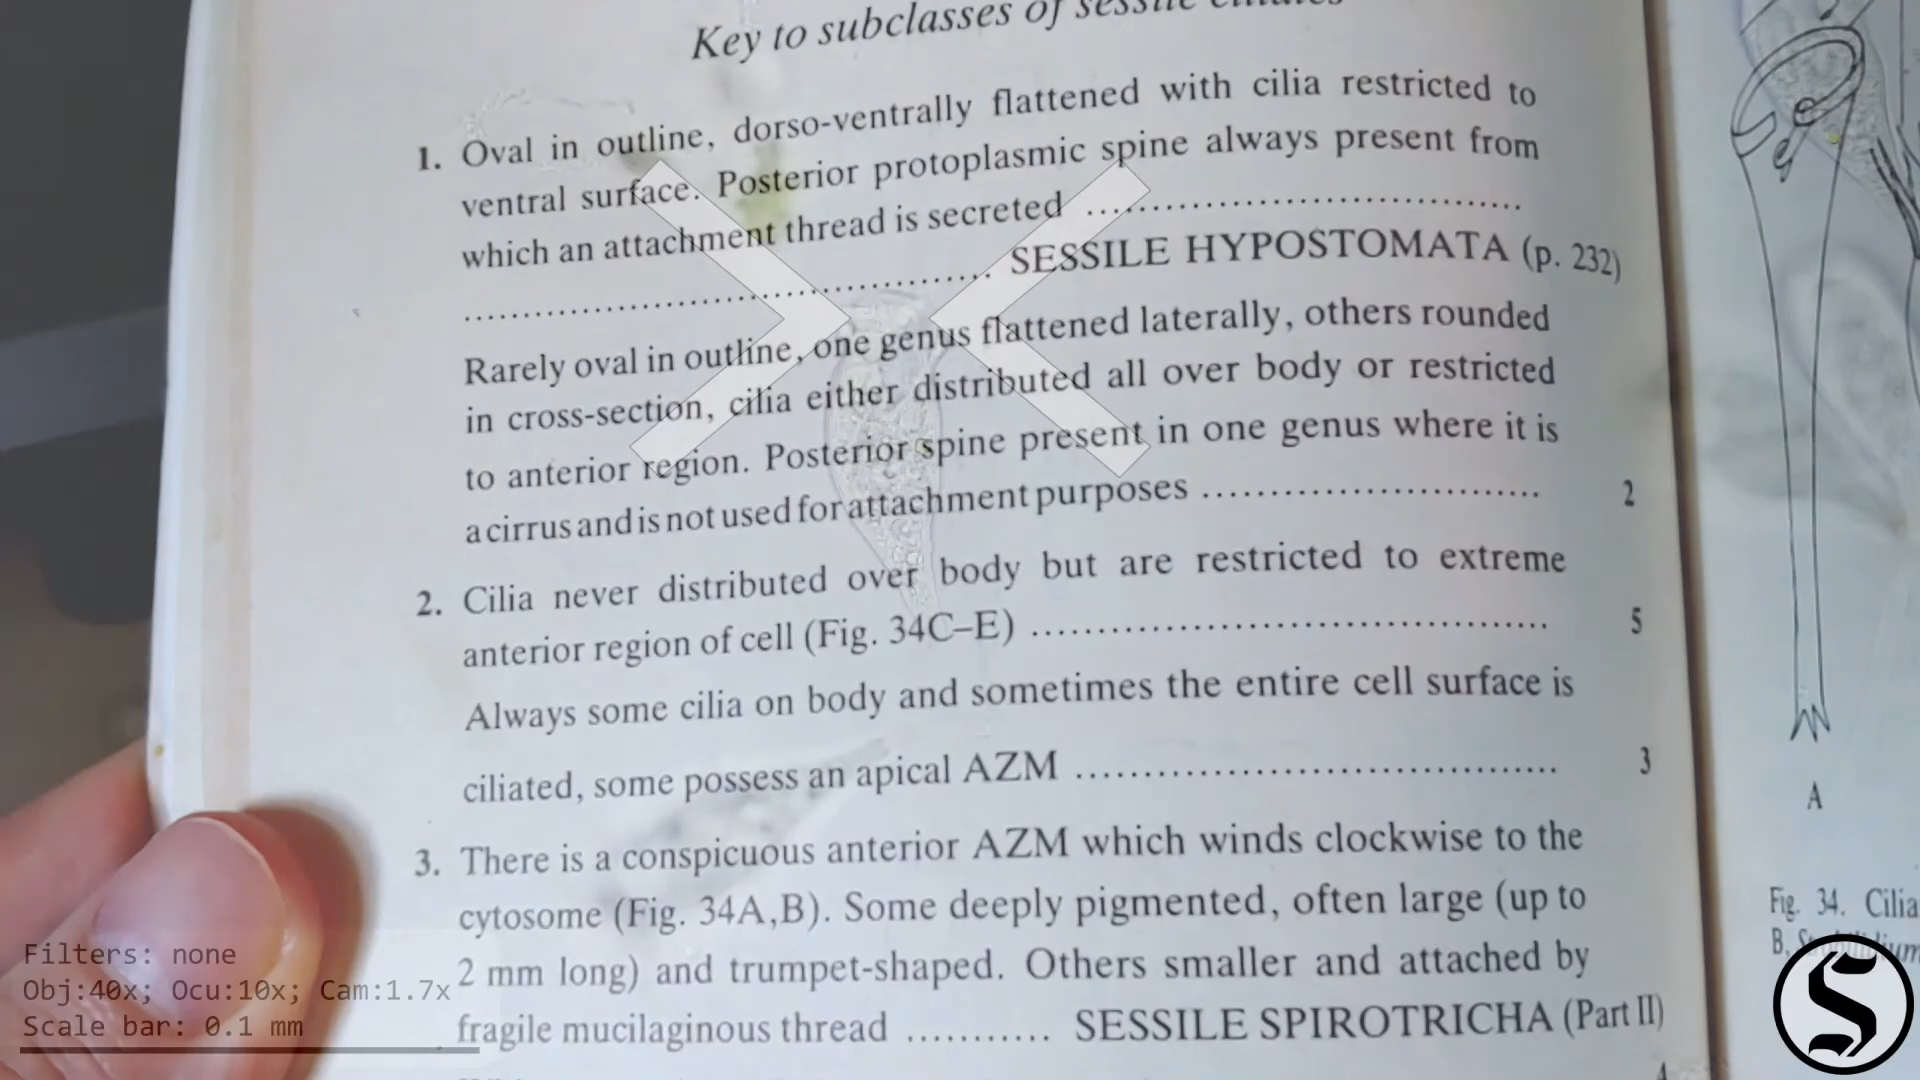 Key to subclasses of sessile ciliates
1. Oval in outline, dorso-ventrally flattened with cilia restricted to
ventral surface. Posterior protoplasmic spine always present from
which an attachment thread is secreted ..................................
....................................... SESSILE HYPOSTOMATA (p. 232)
Rarely oval in outline, one genus flattened laterally, others rounded
in cross-section, cilia either distributed all over body or restricted
to anterior region. Posterior spine present in one genus where it is
a cirrus and is not used for attachment purposes .......................... 2
2. Cilia never distributed over body but are restricted to extreme
anterior region of cell (Fig. 34C–E) ....................................... 5
Always some cilia on body and sometimes the entire cell surface is
ciliated, some possess an apical AZM .................................... 3
3. There is a conspicuous anterior AZM which winds clockwise to the
cytosome (Fig. 34A,B). Some deeply pigmented, often large (up to
2 mm long) and trumpet-shaped. Others smaller and attached by
fragile mucilaginous thread ........... SESSILE SPIROTRICHA (Part II)
A
Fig. 34. Cilia
B,
Filters: none
Obj:40x; Ocu:10x; Cam:1.7x
Scale bar: 0.1 mm
S